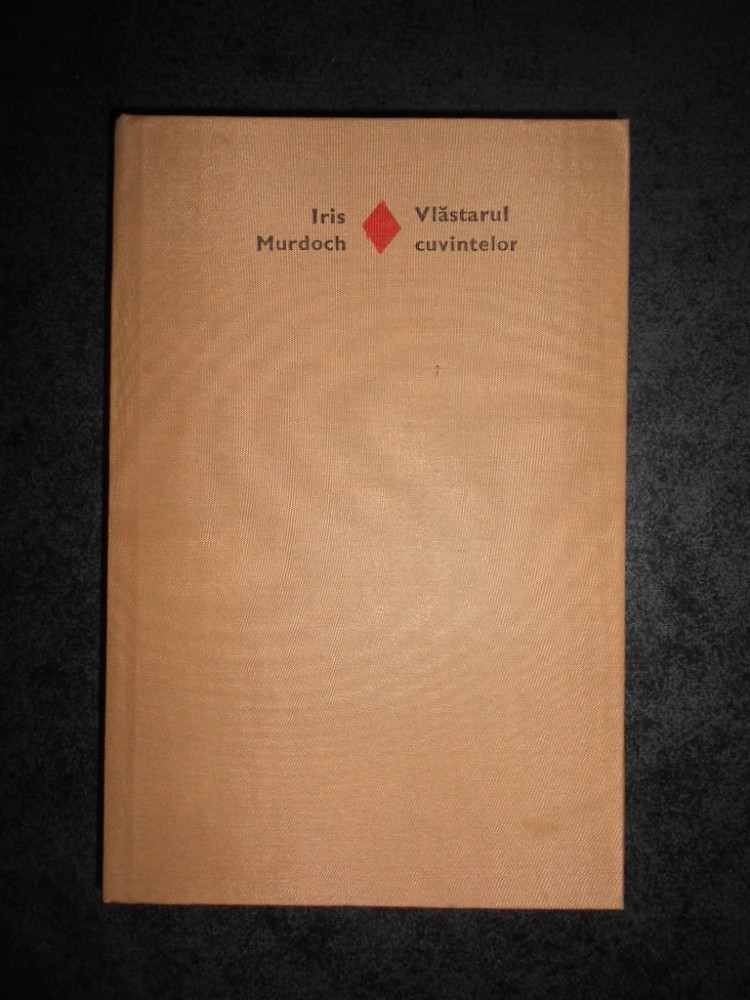 Iris
Murdoch
Vlăstarul
cuvintelor